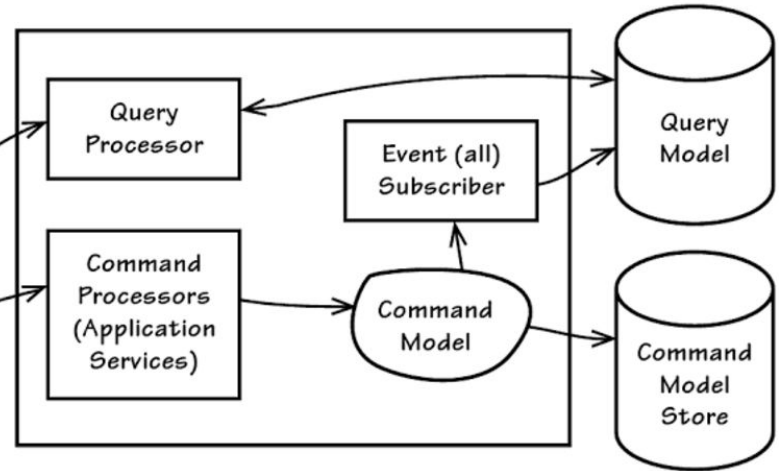 Query
Processor
Event (all)
Subscriber
Query
Model
Command
Processors
(Application
Services)
Command
Model
Command
Model
Store